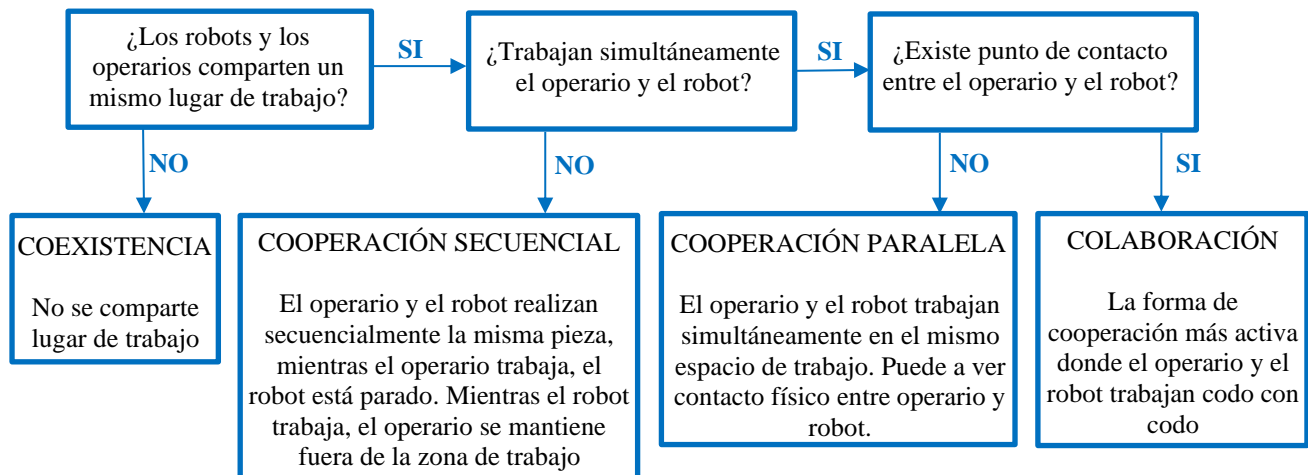 ¿Los robots y los
operarios comparten un
mismo lugar de trabajo?
SI
¿Trabajan simultáneamente
el operario y el robot?
SI
¿Existe punto de contacto
entre el operario y el robot?
NO
NO
NO
SI
COEXISTENCIA
No se comparte
lugar de trabajo
COOPERACIÓN SECUENCIAL
El operario y el robot realizan
secuencialmente la misma pieza,
mientras el operario trabaja, el
robot está parado. Mientras el robot
trabaja, el operario se mantiene
fuera de la zona de trabajo
COOPERACIÓN PARALELA
El operario y el robot trabajan
simultáneamente en el mismo
espacio de trabajo. Puede a ver
contacto físico entre operario y
robot.
COLABORACIÓN
La forma de
cooperación más activa
donde el operario y el
robot trabajan codo con
codo